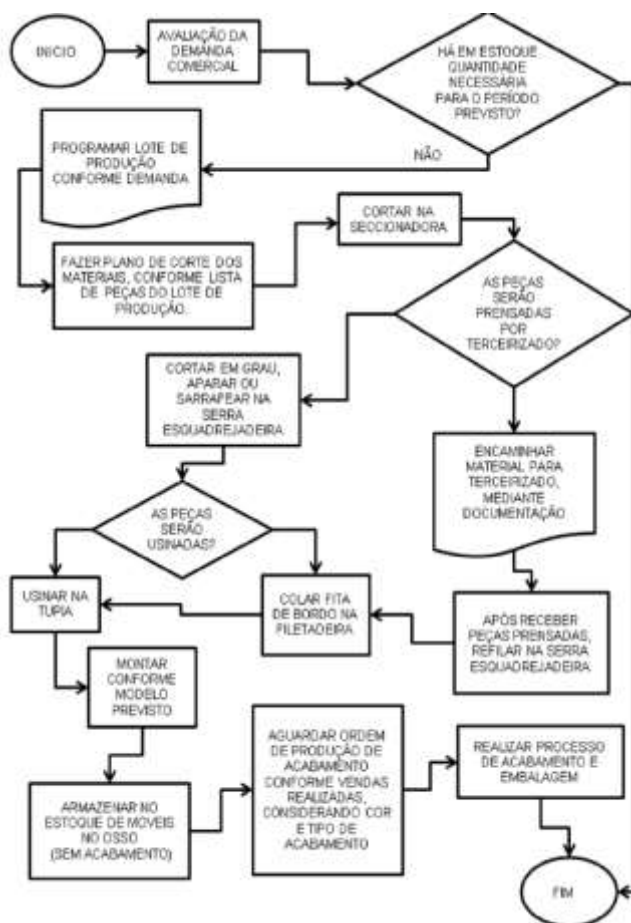 INICIO
AVALIAÇÃO DA
DEMANDA
COMERCIAL
HÁ EM ESTOQUE
QUANTIDADE
NECESSÁRIA
PARA O PERÍODO
PREVISTO?
NÃO
PROGRAMAR LOTE DE
PRODUÇÃO
CONFORME DEMANDA
CORTAR NA
SECCIONADORA
FAZER PLANO DE CORTE DOS
MATERIAIS, CONFORME LISTA
DE PEÇAS DO LOTE DE
PRODUÇÃO.
AS PEÇAS
SERÃO
PRENSADAS
POR
TERCEIRIZADO?
CORTAR EM GRAU,
APARAR OU
SARRAFEAR NA
SERRA
ESQUADREJADEIRA
ENCAMINHAR
MATERIAL PARA
TERCEIRIZADO,
MEDIANTE
DOCUMENTAÇÃO
AS PEÇAS
SERÃO
USINADAS?
USINAR NA
TUPIA
COLAR FITA
DE BORDO NA
FILETADEIRA
APÓS RECEBER
PEÇAS PRENSADAS,
REFILAR NA SERRA
ESQUADREJADEIRA
MONTAR
CONFORME
MODELO
PREVISTO
AGUARDAR ORDEM
DE PRODUÇÃO DE
ACABAMENTO
CONFORME VENDAS
REALIZADAS,
CONSIDERANDO COR
E TIPO DE
ACABAMENTO
REALIZAR PROCESSO
DE ACABAMENTO E
EMBALAGEM
ARMAZENAR NO
ESTOQUE DE MOVEIS
NO OSSO
(SEM ACABAMENTO)
FIM